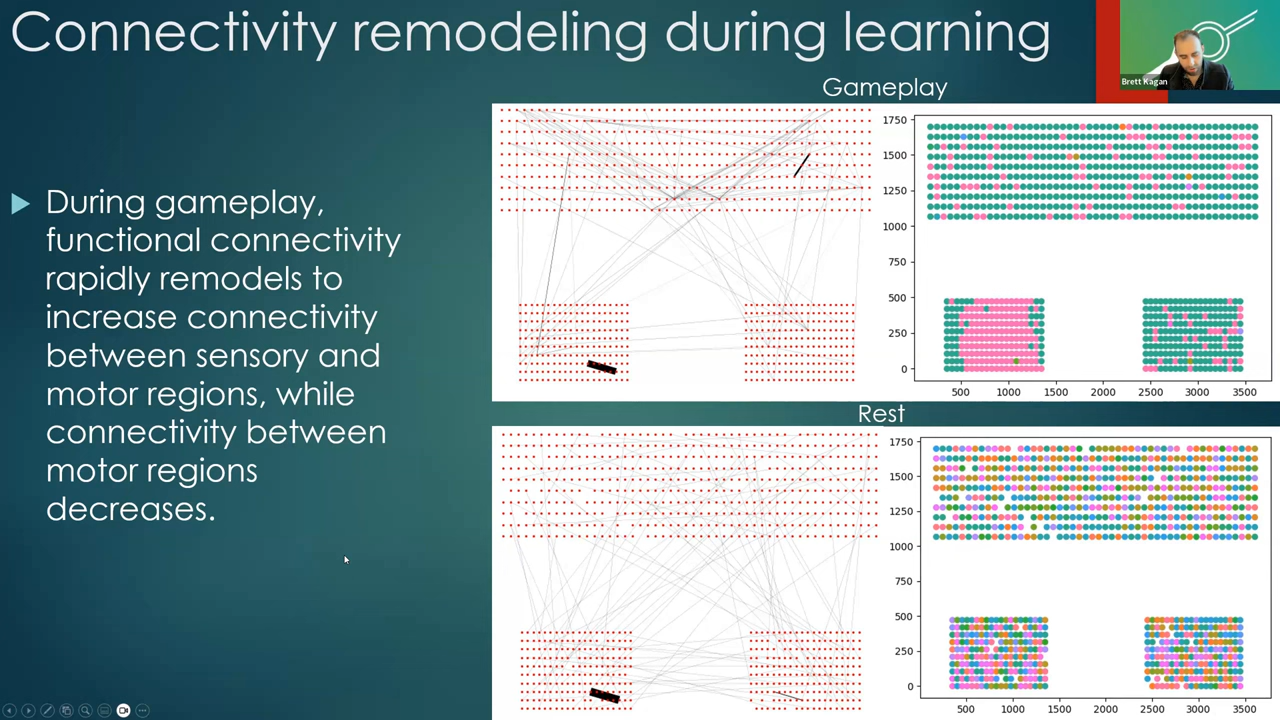 Connectivity remodeling during learning
Brett Kagan
Gameplay
During gameplay,
functional connectivity
rapidly remodels to
increase connectivity
between sensory and
motor regions, while
connectivity between
motor regions
decreases.
1750
1500
1250
1000
750
500
250
0
500
1000
1500
2000
2500
3000
3500
Rest
1750
1500
1250
1000
750
500
250
0
500
1000
1500
2000
2500
3000
3500